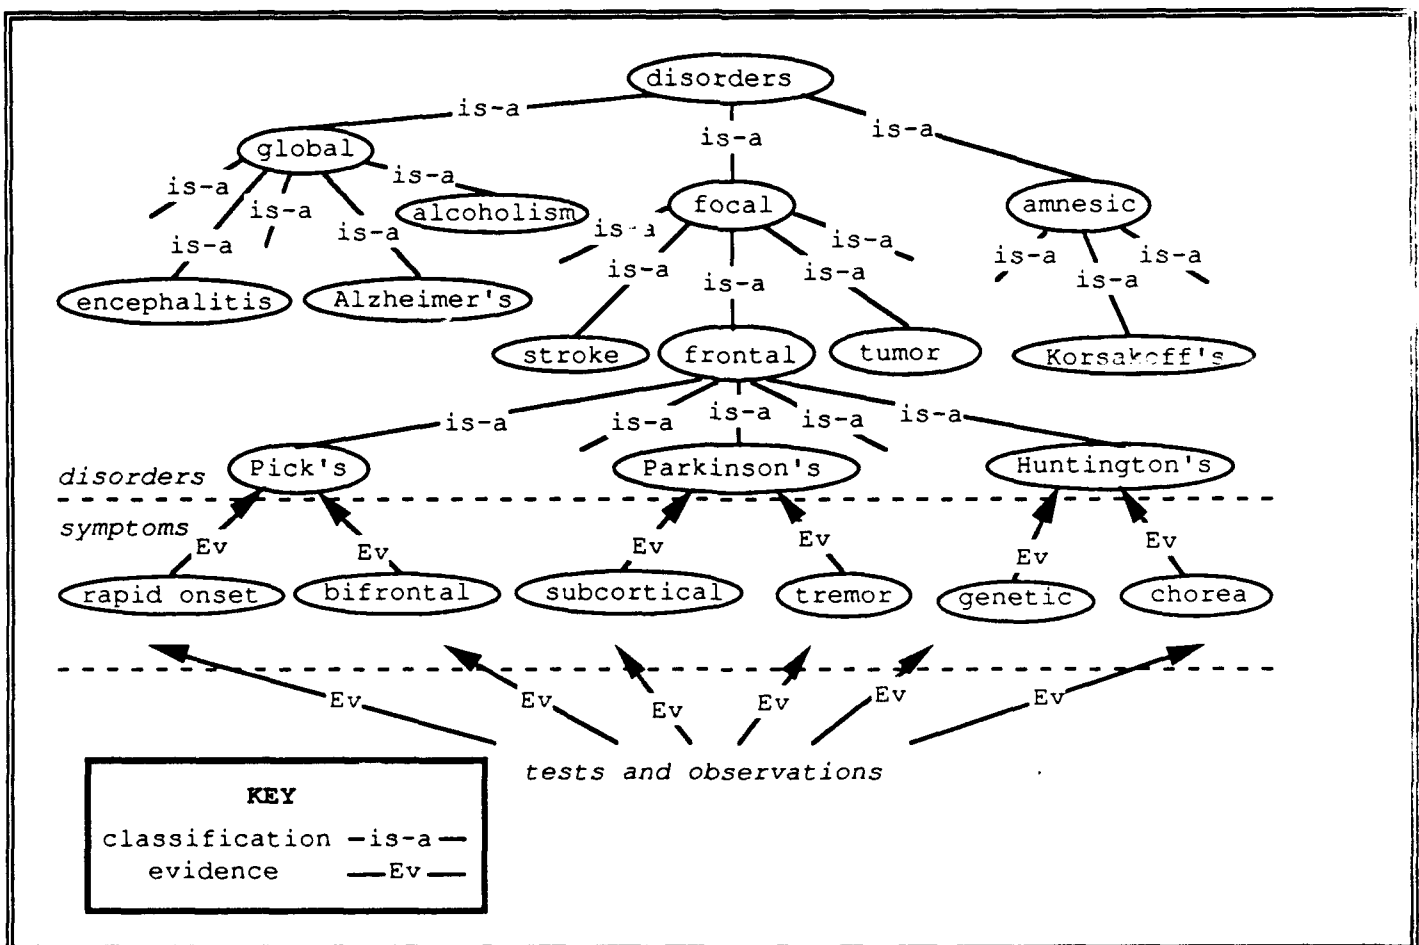 disorders
is-a
is-a
is-a
global
is-a
is-a
is-a
alcoholism
focal
amnesic
is-a
is-a
is-a
is-a
is-a
is-a
is-a
is-a
is-a
is-a
is-a
encephalitis
Alzheimer's
stroke
frontal
tumor
Korsakoff's
is-a
is-a
is-a
is-a
is-a
disorders
Pick's
Parkinson's
Huntington's
symptoms
Ev
Ev
Ev
Ev
Ev
Ev
rapid onset
bifrontal
subcortical
tremor
genetic
chorea
Ev
Ev
Ev
Ev
Ev
Ev
tests and observations
KEY
classification is-a
evidence Ev